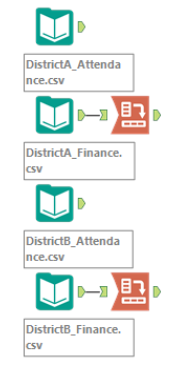 DistrictA_Attenda
nce.csv
DistrictA_Finance.
csv
DistrictB_Attenda
nce.csv
DistrictB_Finance.
csv